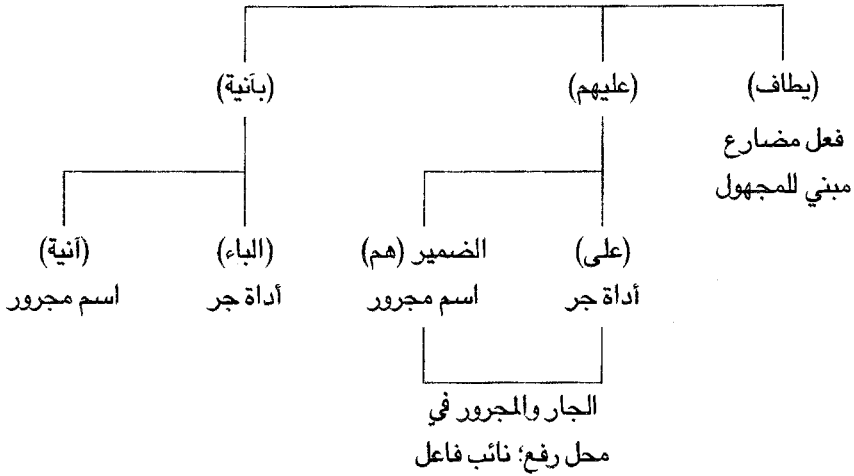 (يطاف) (عليهم) (بآنية)
فعل مضارع
مبني للمجهول
(على) الضمير (هم) (الباء) (آنية)
أداة جر اسم مجرور أداة جر اسم مجرور
الجار والمجرور في
محل رفع؛ نائب فاعل